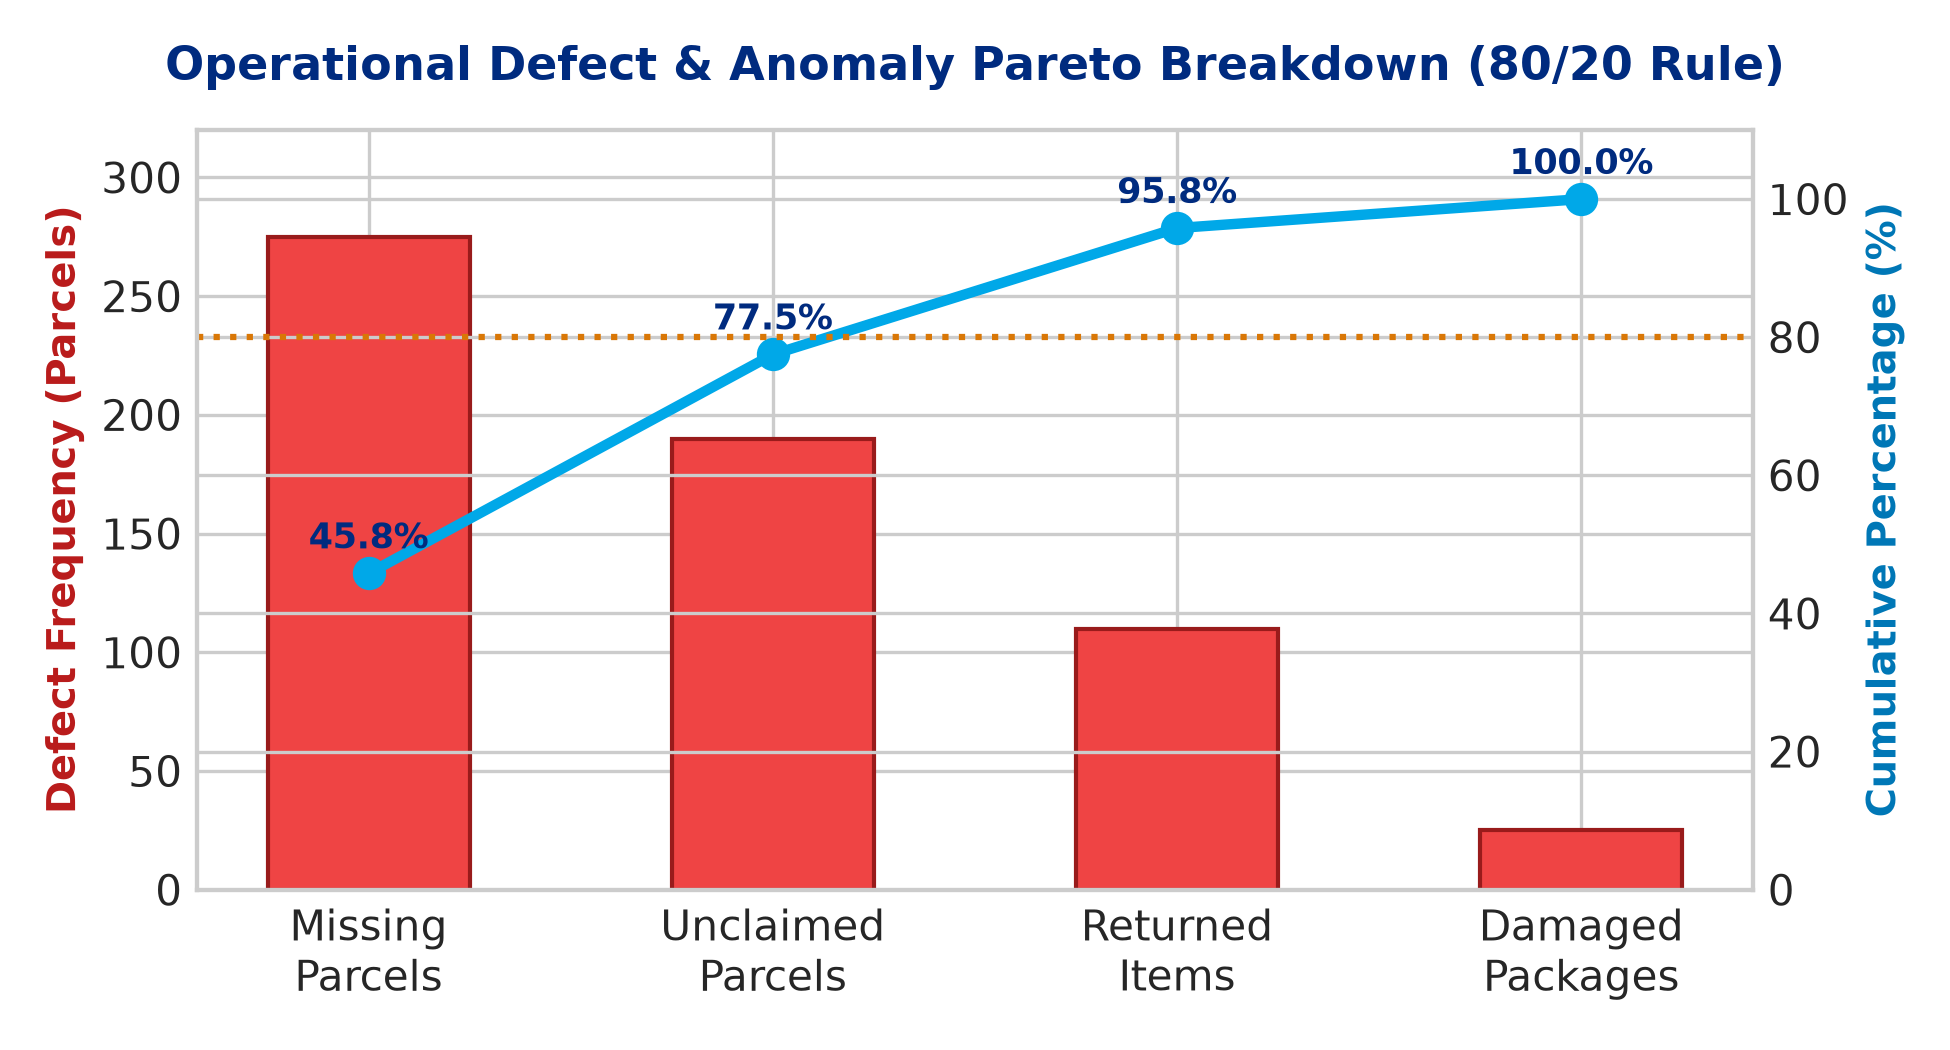 Operational Defect & Anomaly Pareto Breakdown (80/20 Rule)
Defect Frequency (Parcels)
300
250
200
150
100
50
0
45.8%
77.5%
95.8%
100.0%
100
80
60
40
20
0
Cumulative Percentage (%)
Missing
Parcels
Unclaimed
Parcels
Returned
Items
Damaged
Packages